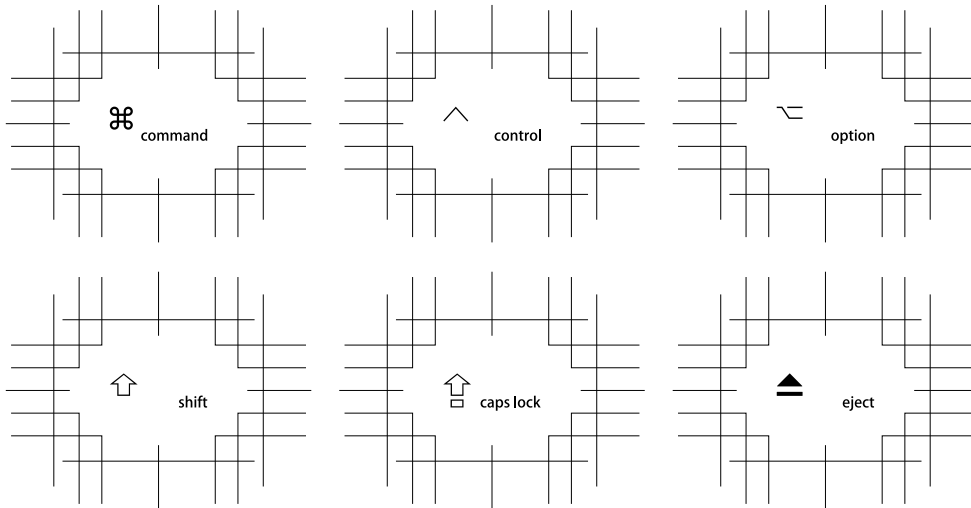 ⌘ command
⌃ control
⌥ option
⇧ shift
⇪ caps lock
⏏ eject